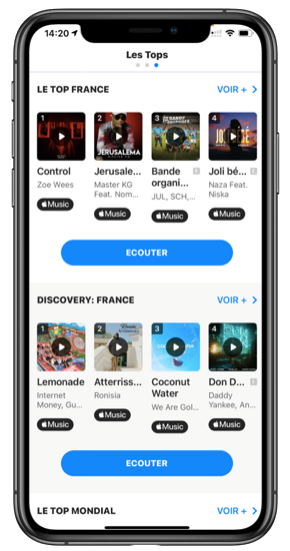 14:20
Les Tops
LE TOP FRANCE
VOIR +
1
2
3
4
JERUSALEMA
Control
Jerusale...
Bande
organi...
E
Joli bé...
E
Zoe Wees
Master KG
Feat. Nom...
JUL, SCH,...
Naza Feat.
Niska
Music
Music
Music
Music
ECOUTER
DISCOVERY: FRANCE
VOIR +
1
2
3
4
Lemonade
Atterriss...
Coconut
Water
Don D...
E
Internet
Money, Gu...
Ronisia
We Are Gol...
Daddy
Yankee, An...
Music
Music
Music
Music
ECOUTER
LE TOP MONDIAL
VOIR +